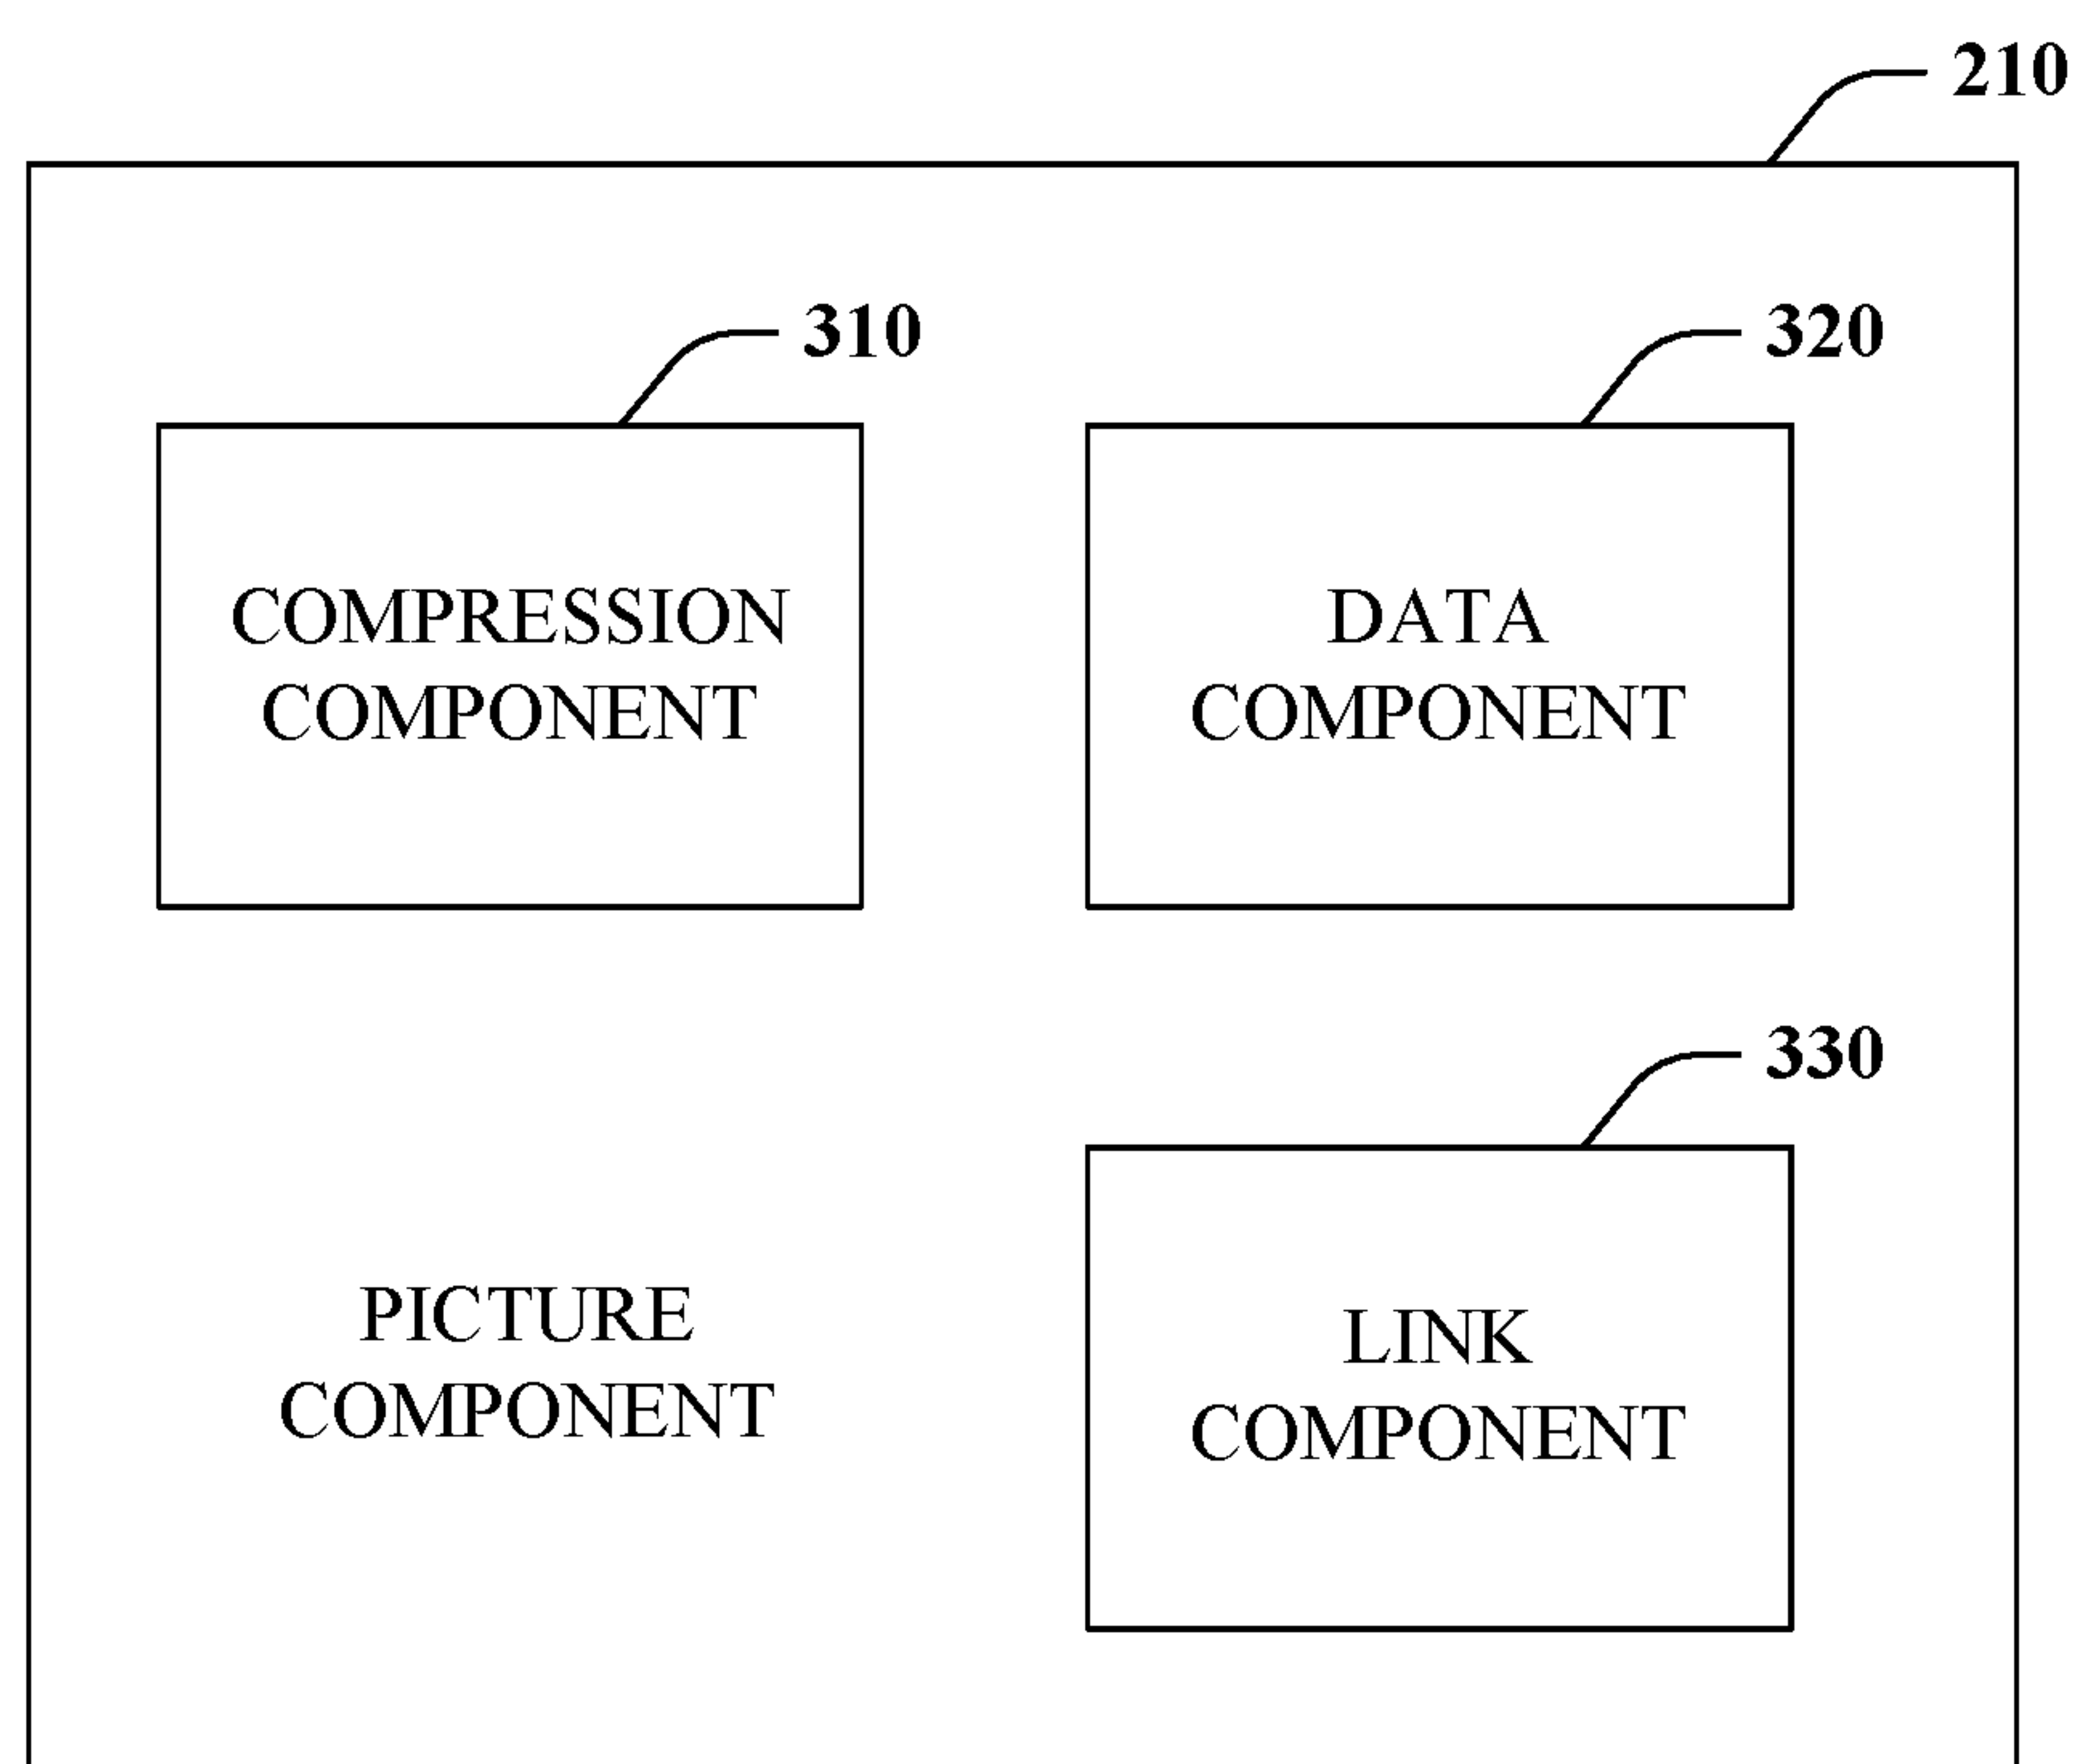 210
310
320
COMPRESSION
COMPONENT
DATA
COMPONENT
330
PICTURE
COMPONENT
LINK
COMPONENT